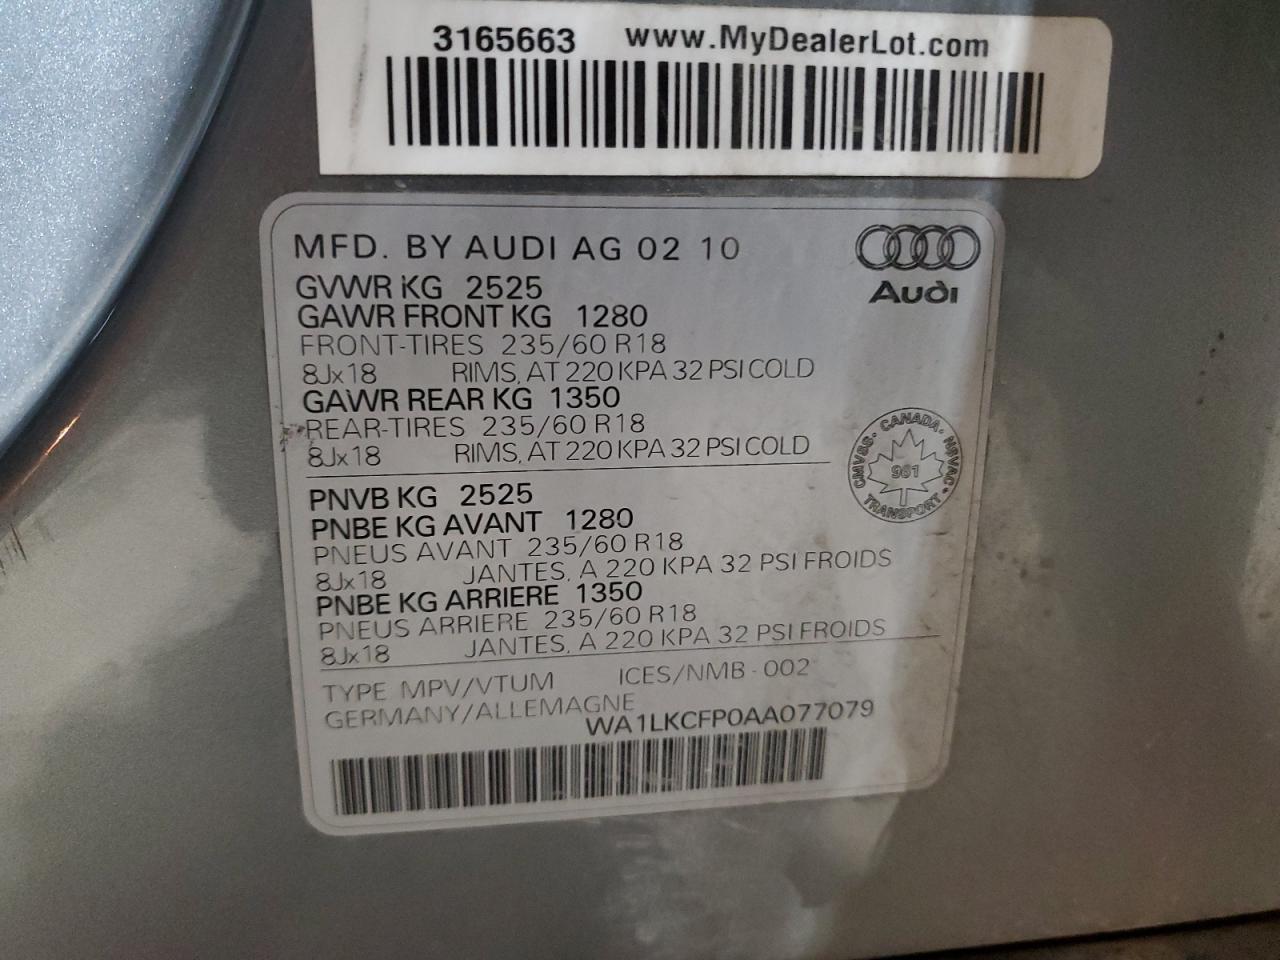 3165663 www.MyDealerLot.com
MFD. BY AUDI AG 02 10
Audi
GVWR KG 2525
GAWR FRONT KG 1280
FRONT-TIRES 235/60 R18
8Jx18 RIMS, AT 220 KPA 32 PSI COLD
GAWR REAR KG 1350
REAR-TIRES 235/60 R18
8Jx18 RIMS, AT 220 KPA 32 PSI COLD
CMVSS · CANADA · NSVAC ·
961
TRANSPORT
PNVB KG 2525
PNBE KG AVANT 1280
PNEUS AVANT 235/60 R18
8Jx18 JANTES, A 220 KPA 32 PSI FROIDS
PNBE KG ARRIERE 1350
PNEUS ARRIERE 235/60 R18
8Jx18 JANTES, A 220 KPA 32 PSI FROIDS
TYPE MPV/VTUM ICES/NMB - 002
GERMANY/ALLEMAGNE
WA1LKCFP0AA077079